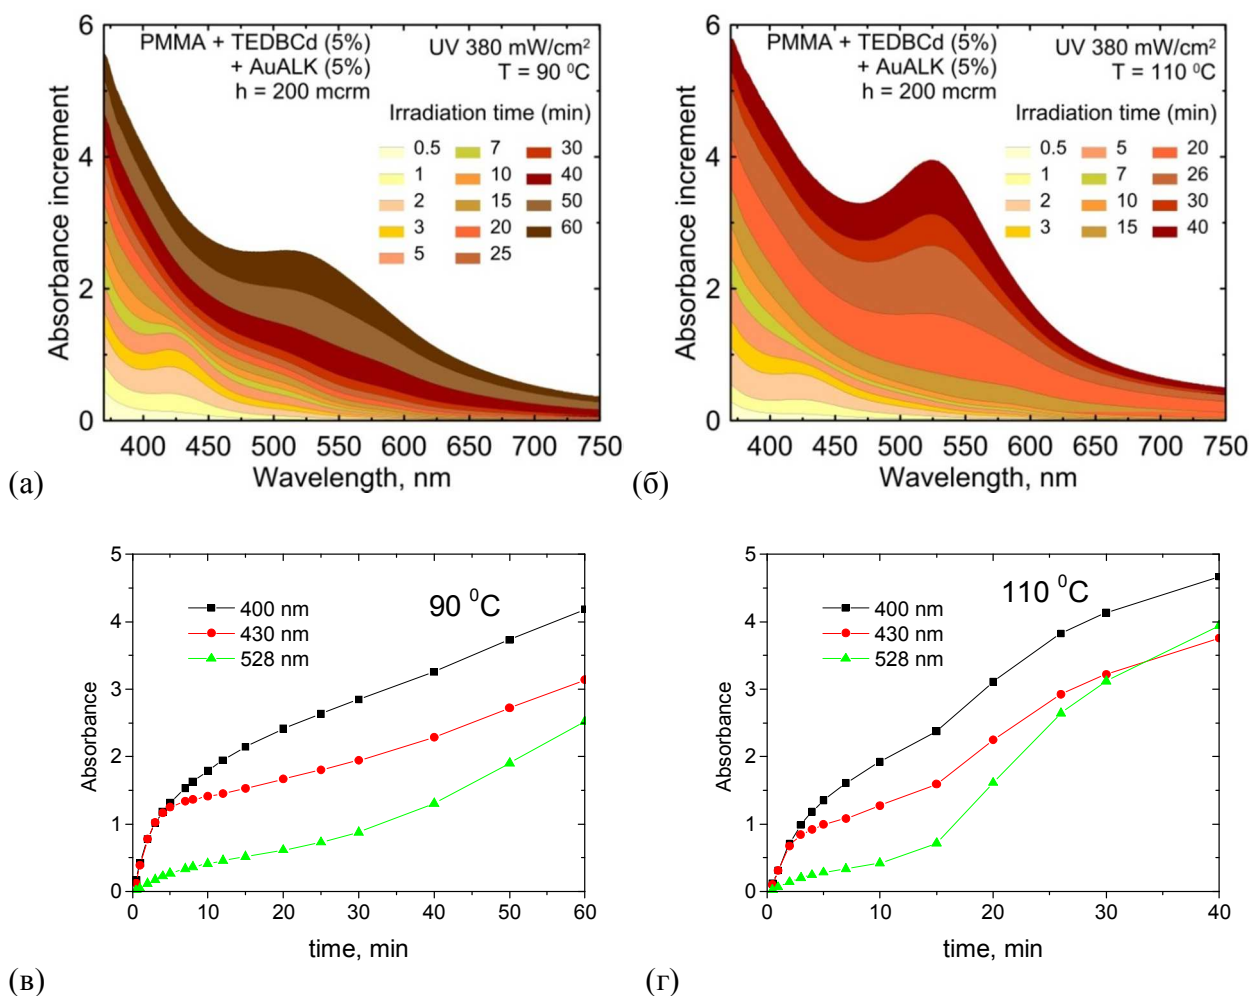 6
4
2
0
Absorbance increment
PMMA + TEDBCd (5%)
+ AuALK (5%)
h = 200 mcrm
UV 380 mW/cm²
T = 90 ⁰C
Irradiation time (min)
0.5 7 30
1 10 40
2 15 50
3 20 60
5 25
400 450 500 550 600 650 700 750
Wavelength, nm
(а)
6
4
2
0
Absorbance increment
PMMA + TEDBCd (5%)
+ AuALK (5%)
h = 200 mcrm
UV 380 mW/cm²
T = 110 ⁰C
Irradiation time (min)
0.5 5 20
1 7 26
2 10 30
3 15 40
400 450 500 550 600 650 700 750
Wavelength, nm
(б)
5
4
3
2
1
0
Absorbance
400 nm
430 nm
528 nm
90 ⁰C
0 10 20 30 40 50 60
time, min
(в)
5
4
3
2
1
0
Absorbance
400 nm
430 nm
528 nm
110 ⁰C
0 10 20 30 40
time, min
(г)